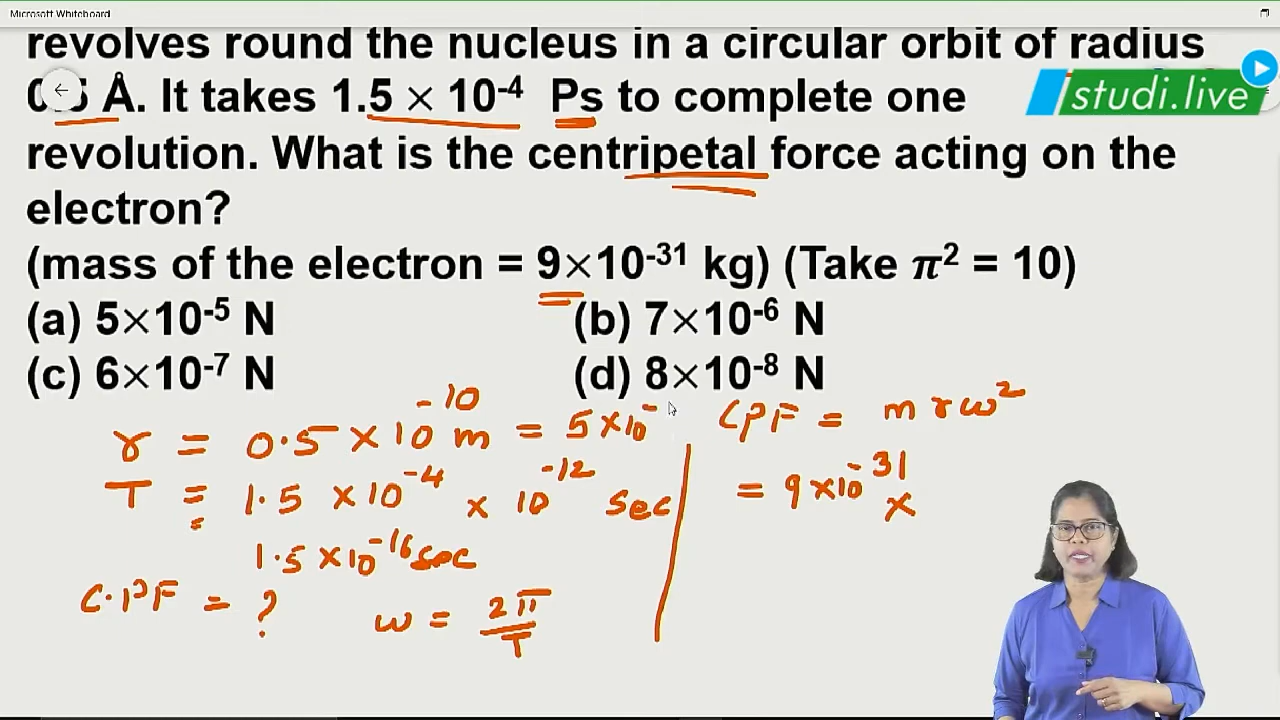 Microsoft Whiteboard
revolves round the nucleus in a circular orbit of radius
Å. It takes 1.5 × 10⁻⁴ Ps to complete one
studi.live
revolution. What is the centripetal force acting on the
electron?
(mass of the electron = 9×10⁻³¹ kg) (Take π² = 10)
(a) 5×10⁻⁵ N (b) 7×10⁻⁶ N
(c) 6×10⁻⁷ N (d) 8×10⁻⁸ N
r = 0.5 × 10⁻¹⁰ m = 5×10⁻
CPF = m r ω²
T = 1.5 × 10⁻⁴ × 10⁻¹² sec
= 9×10⁻³¹ ×
1.5 × 10⁻¹⁶ sec
C.P.F = ? ω = 2π/T